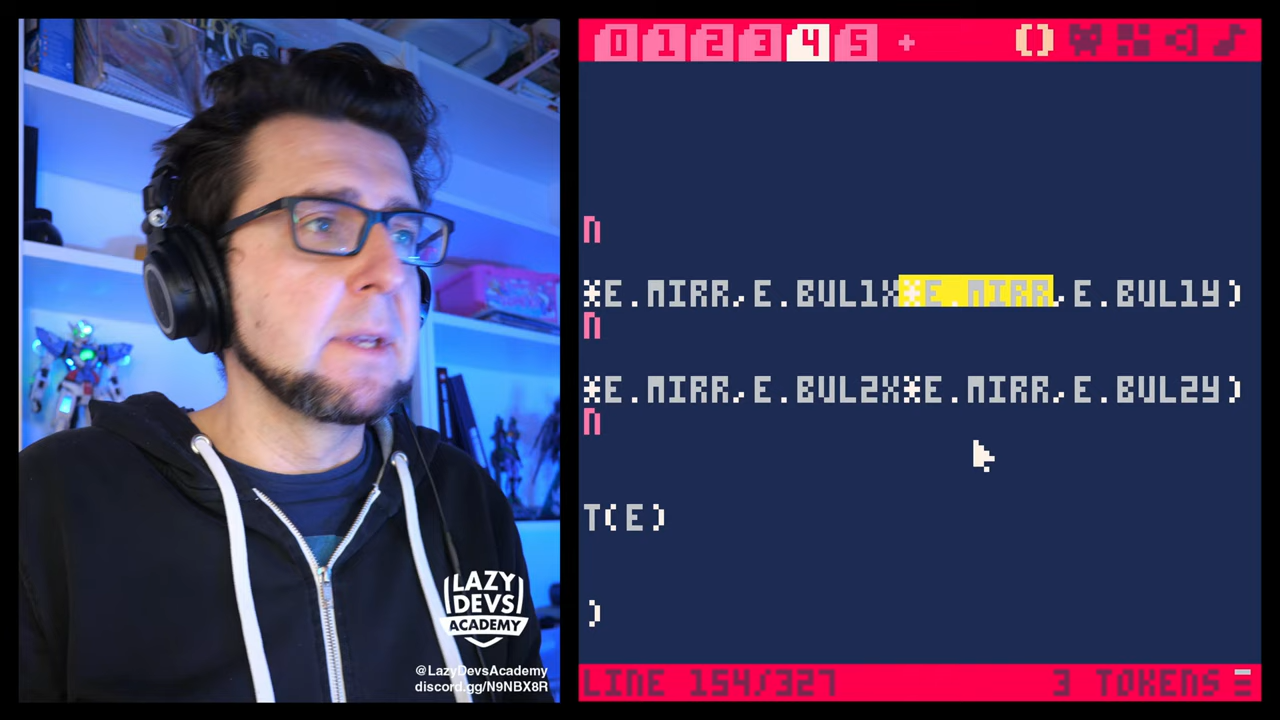 0 1 2 3 4 5 +
()
N
*E.MIRR,E.BUL1X*E.MIRR,E.BUL1Y)
N
*E.MIRR,E.BUL2X*E.MIRR,E.BUL2Y)
N
T(E)
)
LINE 154/327 3 TOKENS
LAZY
DEVS
ACADEMY
@LazyDevsAcademy
discord.gg/N9NBX8R